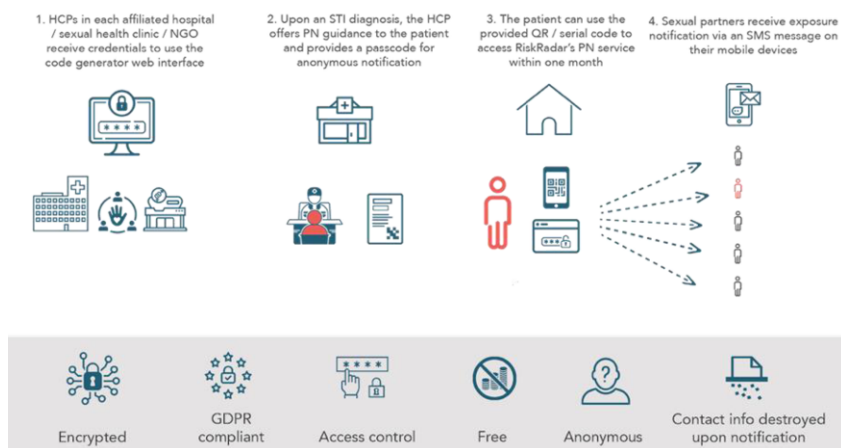 1. HCPs in each affiliated hospital
/ sexual health clinic / NGO
receive credentials to use the
code generator web interface
2. Upon an STI diagnosis, the HCP
offers PN guidance to the patient
and provides a passcode for
anonymous notification
3. The patient can use the
provided QR / serial code to
access RiskRadar's PN service
within one month
4. Sexual partners receive exposure
notification via an SMS message on
their mobile devices
****
****
****
?
Encrypted
GDPR
compliant
Access control
Free
Anonymous
Contact info destroyed
upon notification